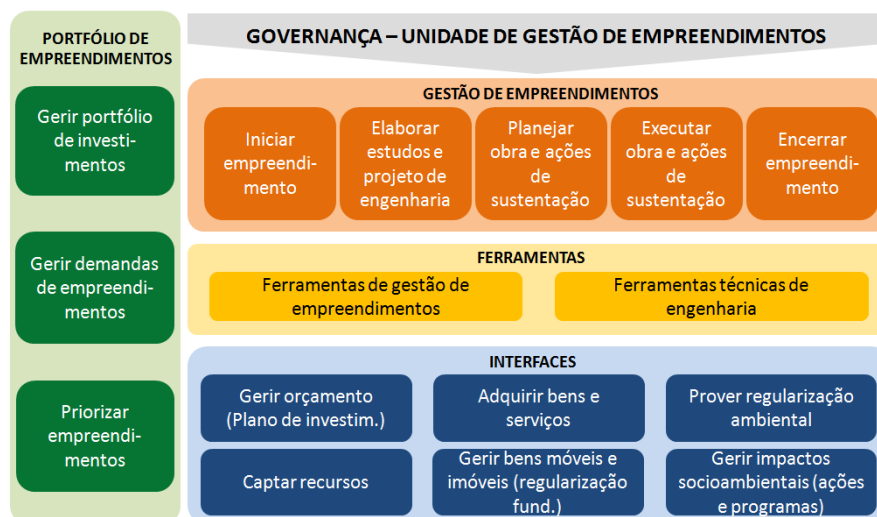 PORTFÓLIO DE
EMPREENDIMENTOS
Gerir portfólio
de investi-
mentos
Gerir demandas
de empreendi-
mentos
Priorizar
empreendi-
mentos
GOVERNANÇA – UNIDADE DE GESTÃO DE EMPREENDIMENTOS
GESTÃO DE EMPREENDIMENTOS
Iniciar
empreendi-
mento
Elaborar
estudos e
projeto de
engenharia
Planejar
obra e ações
de
sustentação
Executar
obra e ações
de
sustentação
Encerrar
empreendi-
mento
FERRAMENTAS
Ferramentas de gestão de
empreendimentos
Ferramentas técnicas de
engenharia
INTERFACES
Gerir orçamento
(Plano de investim.)
Adquirir bens e
serviços
Prover regularização
ambiental
Captar recursos
Gerir bens móveis e
imóveis (regularização
fund.)
Gerir impactos
socioambientais (ações
e programas)